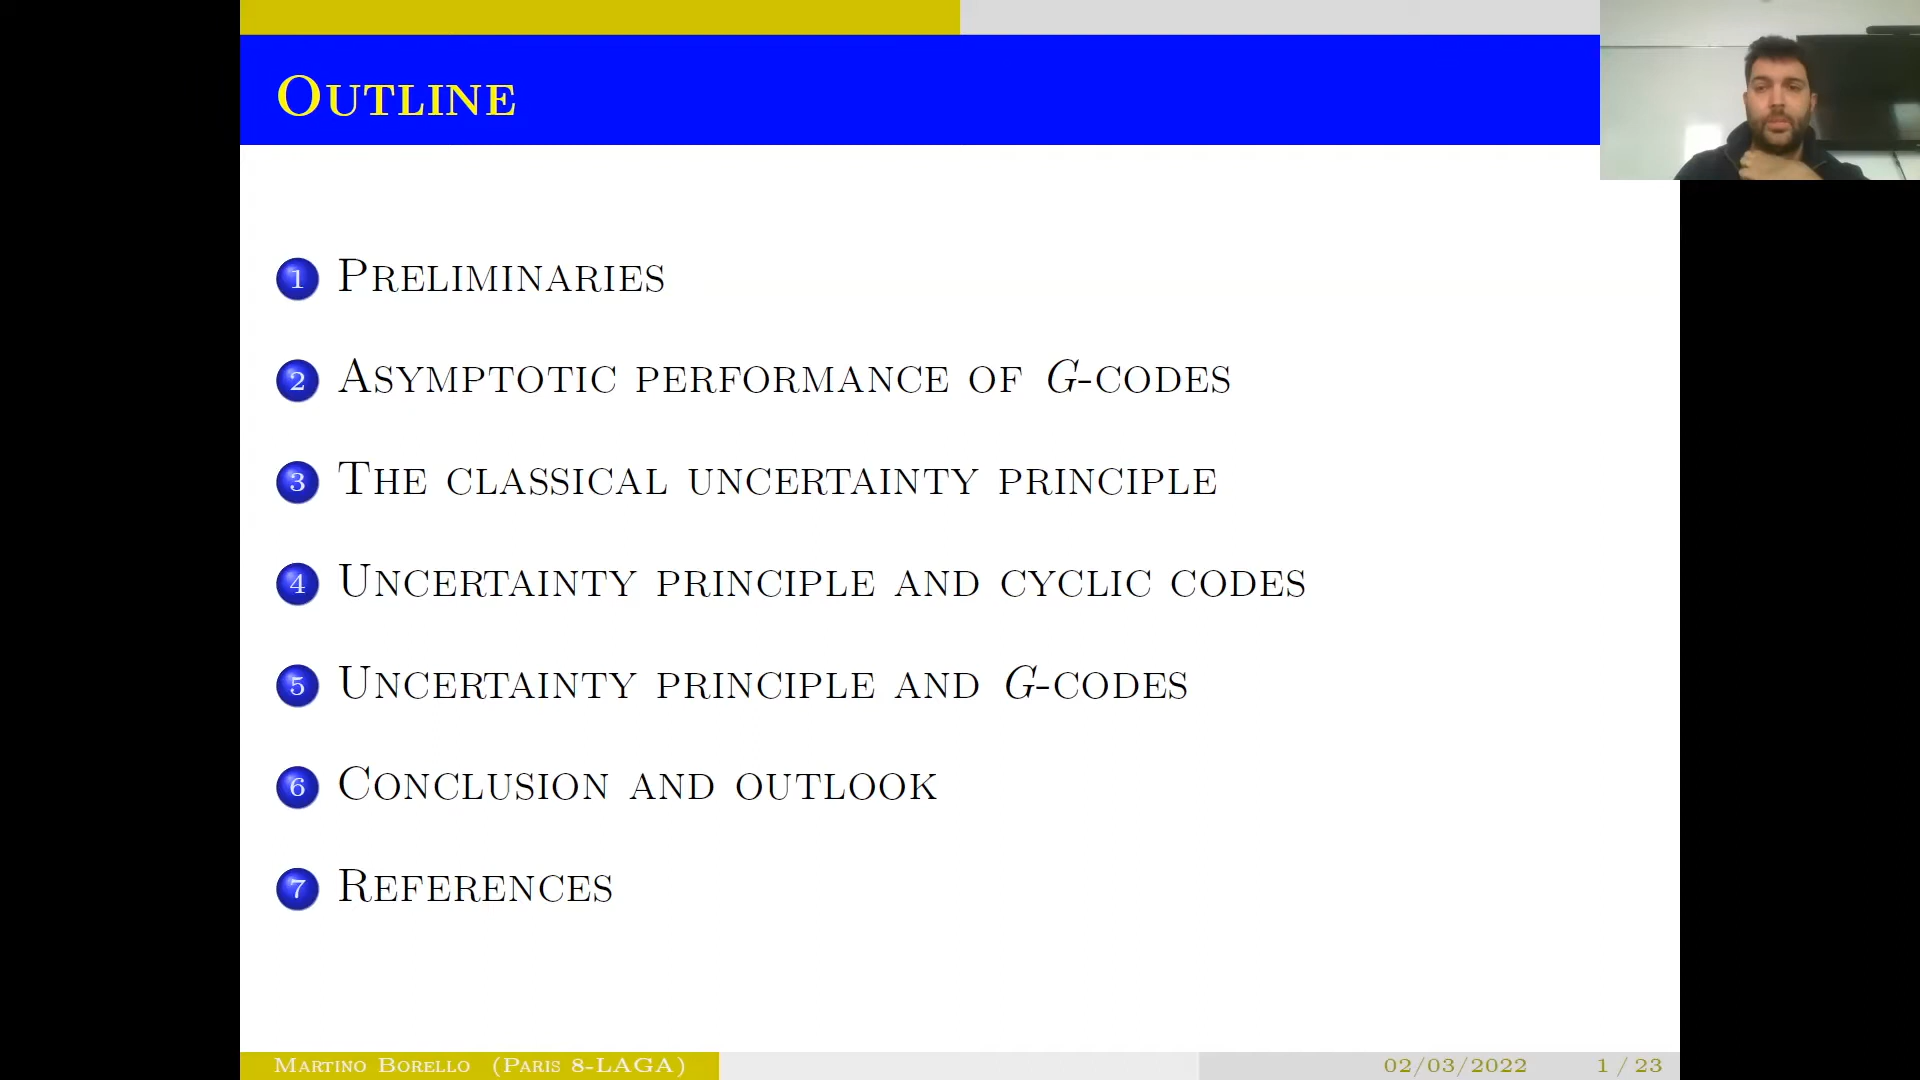 Outline
1 Preliminaries
2 Asymptotic performance of G-codes
3 The classical uncertainty principle
4 Uncertainty principle and cyclic codes
5 Uncertainty principle and G-codes
6 Conclusion and outlook
7 References
Martino Borello (Paris 8-LAGA) 02/03/2022 1 / 23